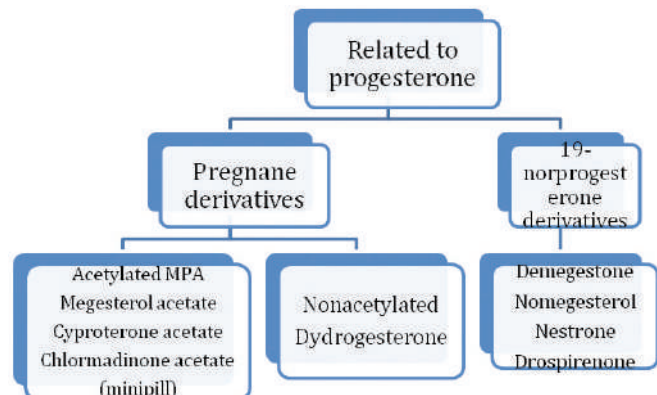 Related to
progesterone
Pregnane
derivatives
19-
norprogest
erone
derivatives
Acetylated MPA
Megesterol acetate
Cyproterone acetate
Chlormadinone acetate
(minipill)
Nonacetylated
Dydrogesterone
Demegestone
Nomegesterol
Nestrone
Drospirenone